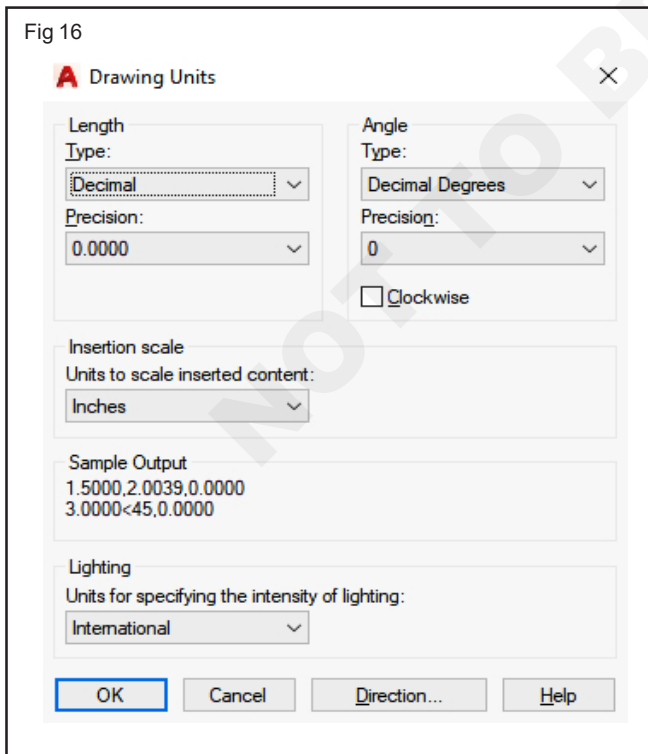 Fig 16
Drawing Units
Length
Type:
Decimal
Precision:
0.0000
Angle
Type:
Decimal Degrees
Precision:
0
Clockwise
Insertion scale
Units to scale inserted content:
Inches
Sample Output
1.5000,2.0039,0.0000
3.0000<45,0.0000
Lighting
Units for specifying the intensity of lighting:
International
OK Cancel Direction... Help
NOT TO B